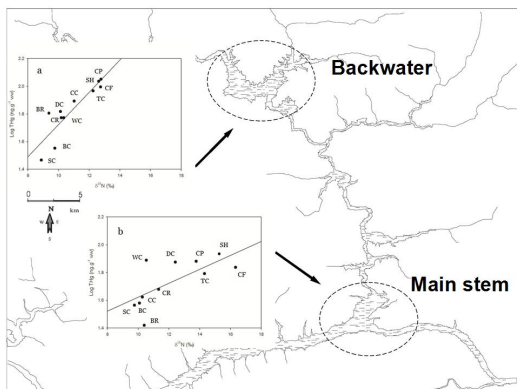 Backwater
Main stem
a
Log THg (ng.g⁻¹ ww)
2.2
2.0
1.8
1.6
1.4
8 10 12 14 16 18
δ¹⁵N (‰)
CP
SH
CF
TC
CC
DC
BR
CR
WC
BC
SC
0 5
km
N
W E
S
b
Log THg (ng.g⁻¹ ww)
2.2
2.0
1.8
1.6
1.4
8 10 12 14 16 18
δ¹⁵N (‰)
SH
WC
DC
CP
TC
CF
CR
CC
SC
BC
BR